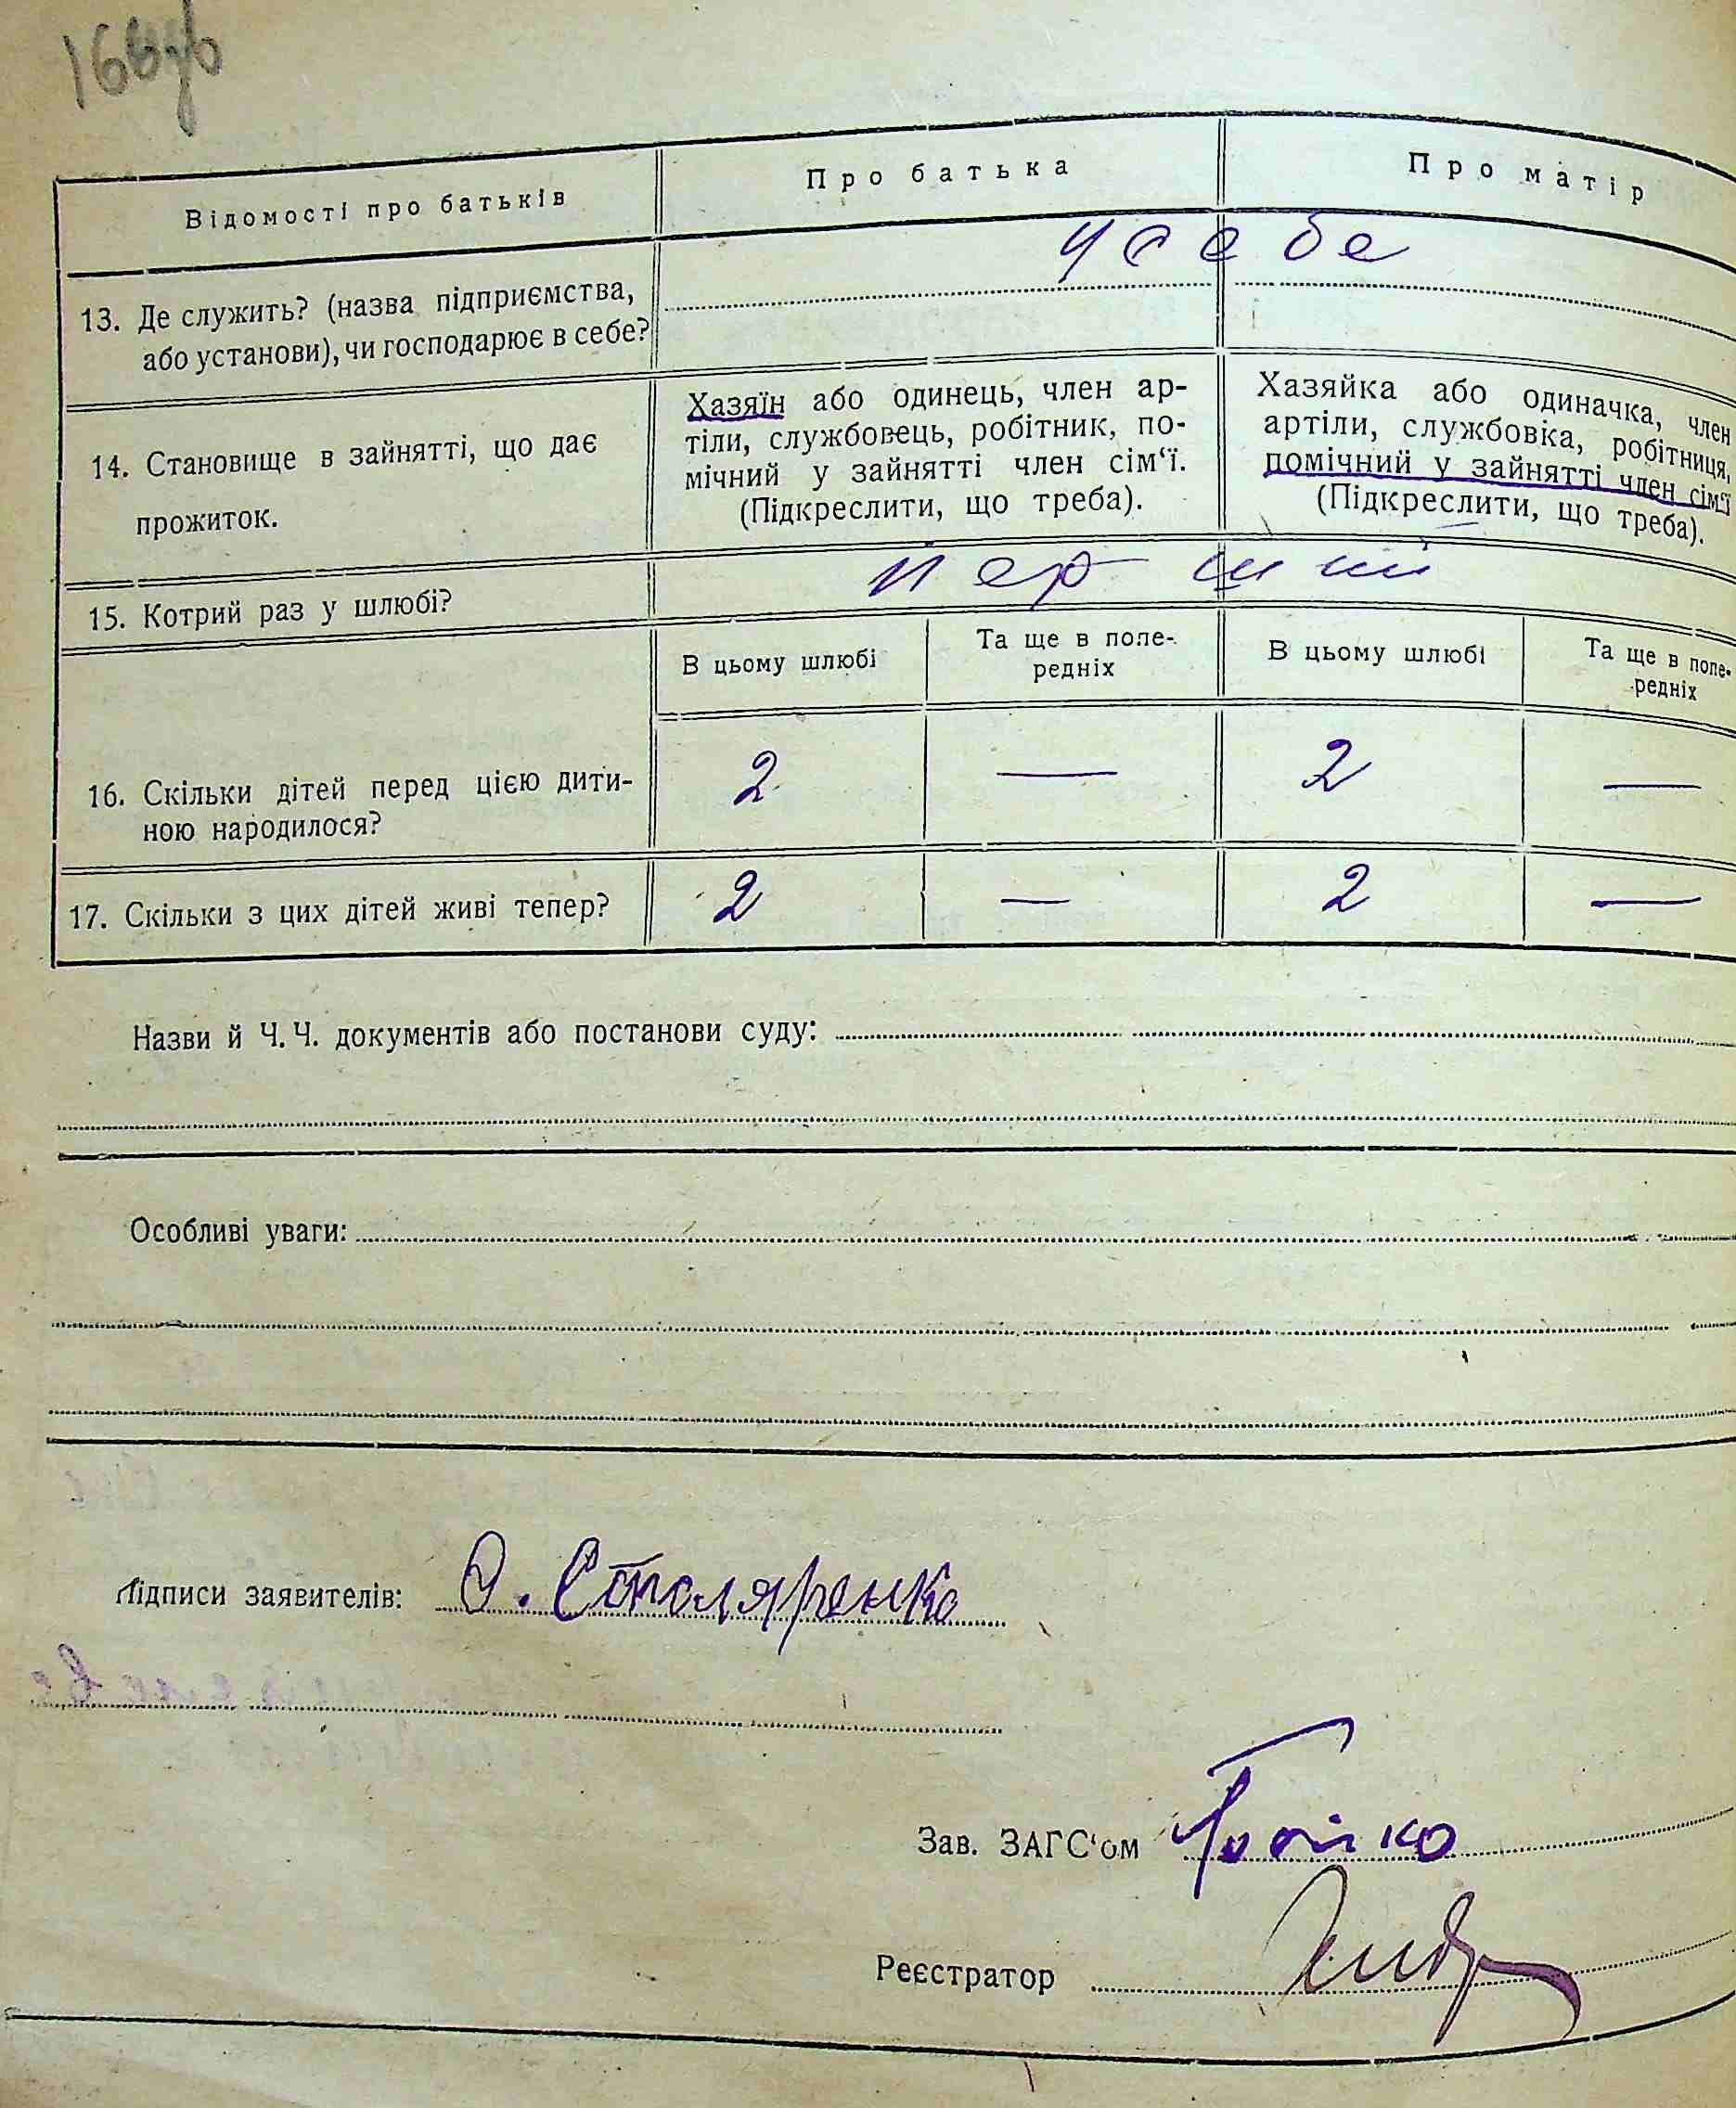 Відомості про батьків
Про батька
Про матір
13. Де служить? (назва підприємства,
або установи), чи господарює в себе?
у себе
14. Становище в зайнятті, що дає
прожиток.
Хазяїн або одинець, член ар-
тіли, службовець, робітник, по-
мічний у зайнятті член сім‘ї.
(Підкреслити, що треба).
Хазяйка або одиначка, член
артіли, службовка, робітниця,
помічний у зайнятті член сім‘ї
(Підкреслити, що треба).
15. Котрий раз у шлюбі?
перший
В цьому шлюбі
Та ще в попе-
редніх
В цьому шлюбі
Та ще в попе-
редніх
16. Скільки дітей перед цією дити-
ною народилося?
2 — 2 —
17. Скільки з цих дітей живі тепер?
2 — 2 —
Назви й Ч. Ч. документів або постанови суду:
Особливі уваги:
Підписи заявителів: О. Столяренко
Зав. ЗАГС‘ом
Реєстратор